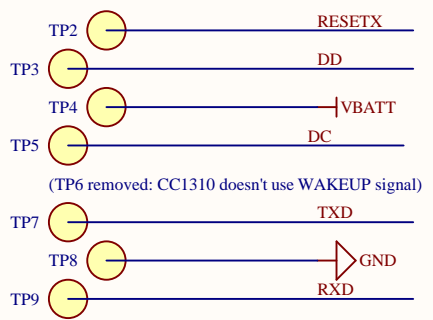 TP2 RESETX
TP3 DD
TP4 VBATT
TP5 DC
(TP6 removed: CC1310 doesn't use WAKEUP signal)
TP7 TXD
TP8 GND
TP9 RXD